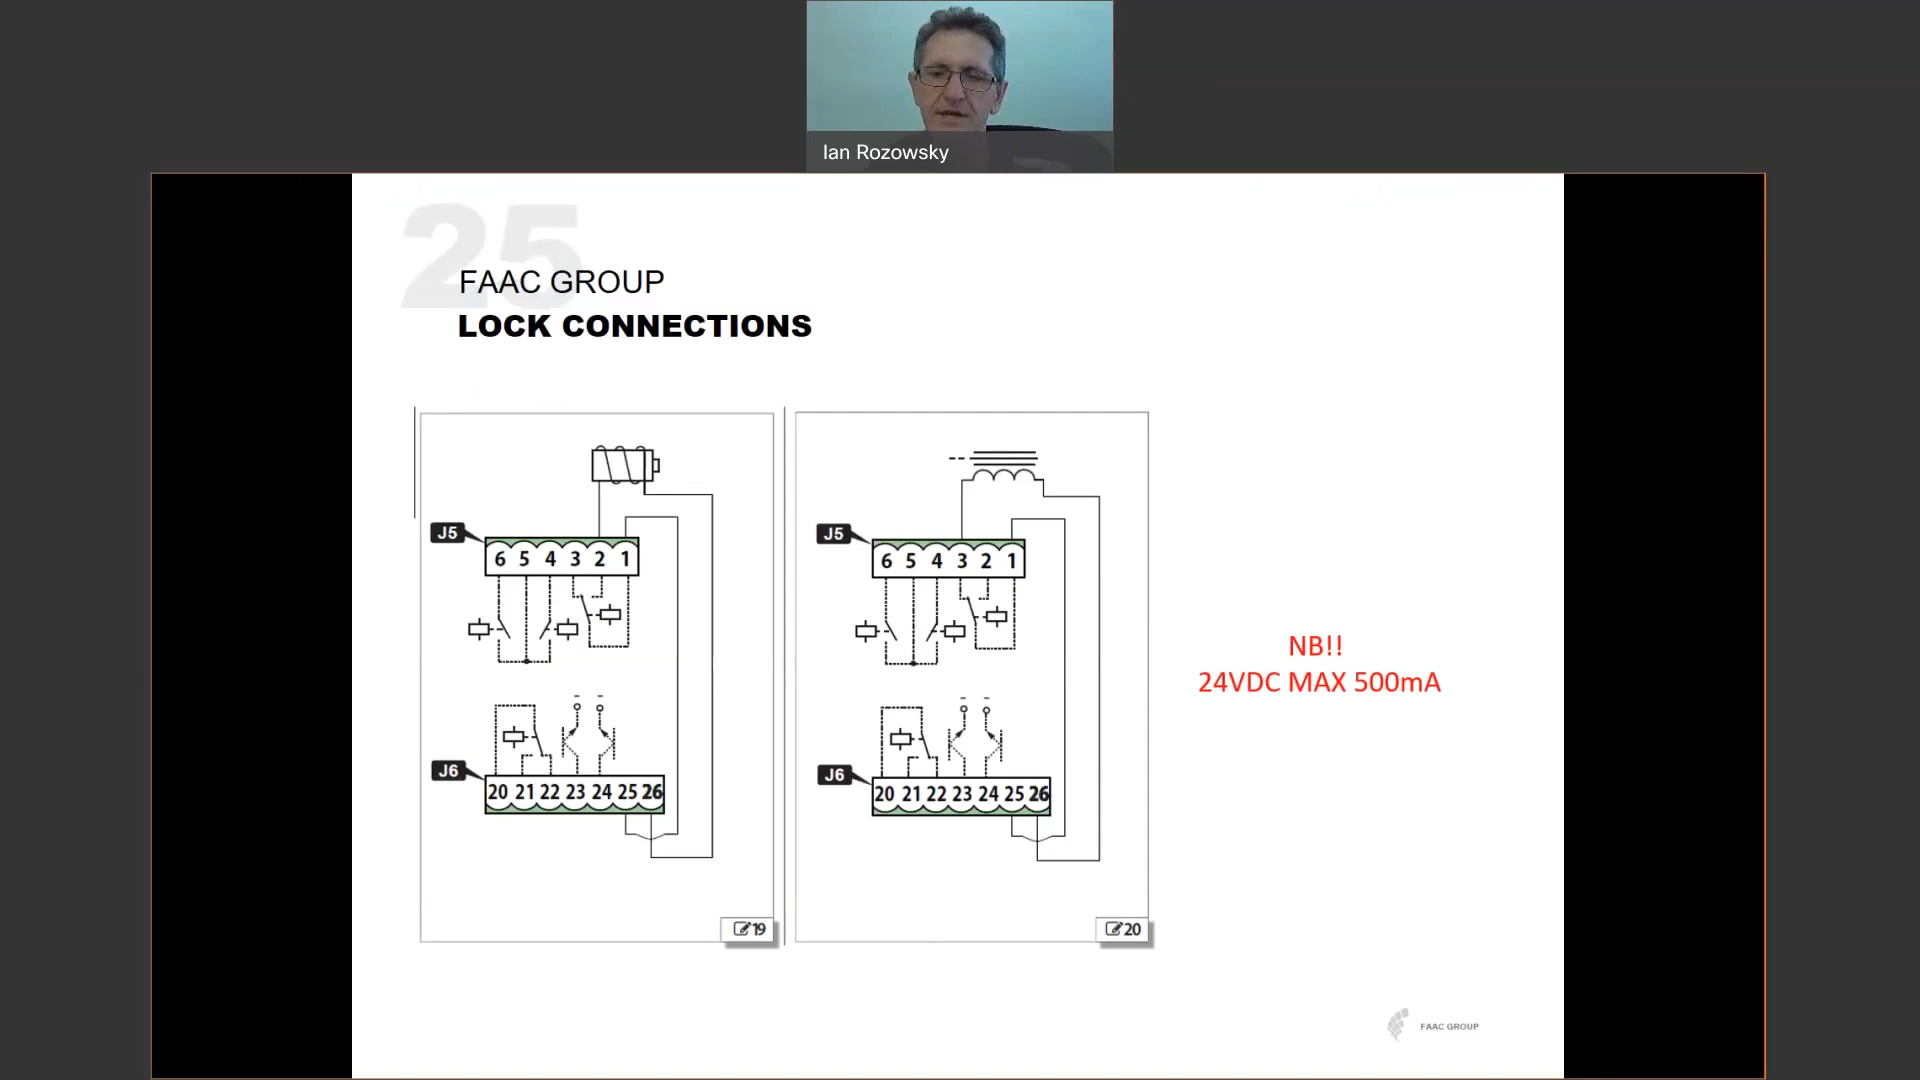 Ian Rozowsky
25
FAAC GROUP
LOCK CONNECTIONS
J5
6 5 4 3 2 1
J6
20 21 22 23 24 25 26
19
J5
6 5 4 3 2 1
J6
20 21 22 23 24 25 26
20
NB!!
24VDC MAX 500mA
FAAC GROUP